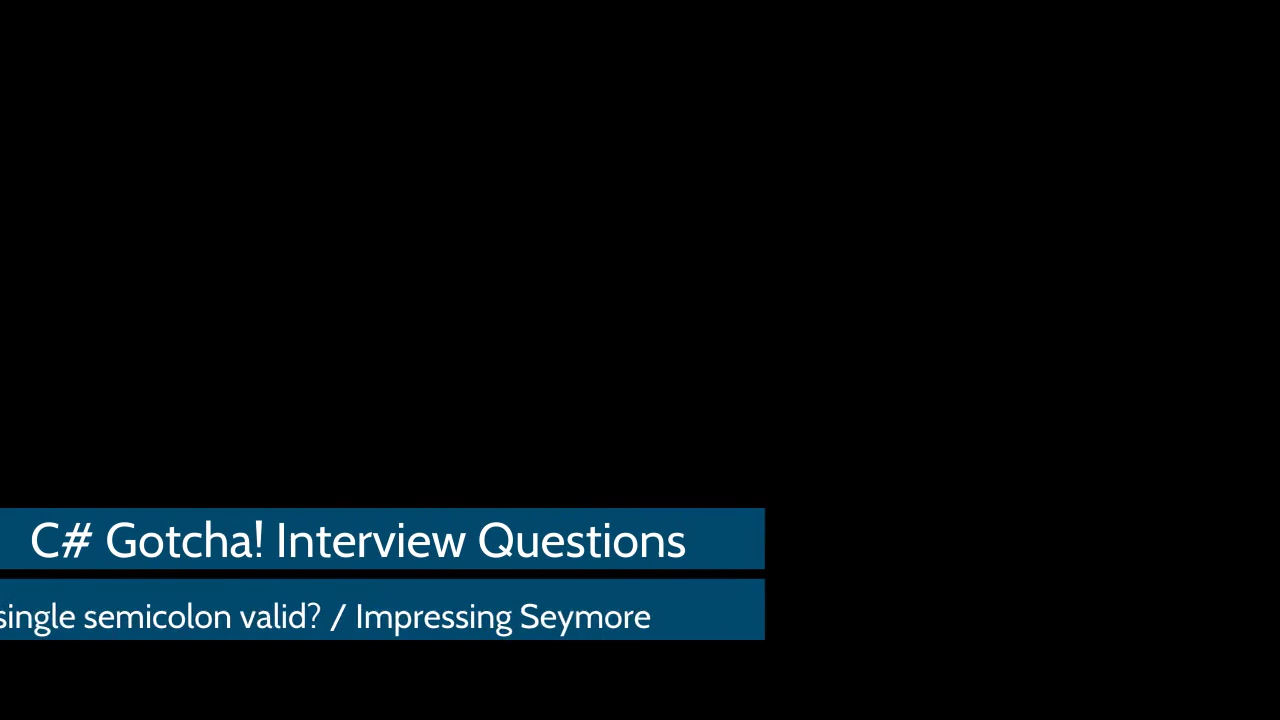 C# Gotcha! Interview Questions
single semicolon valid? / Impressing Seymore